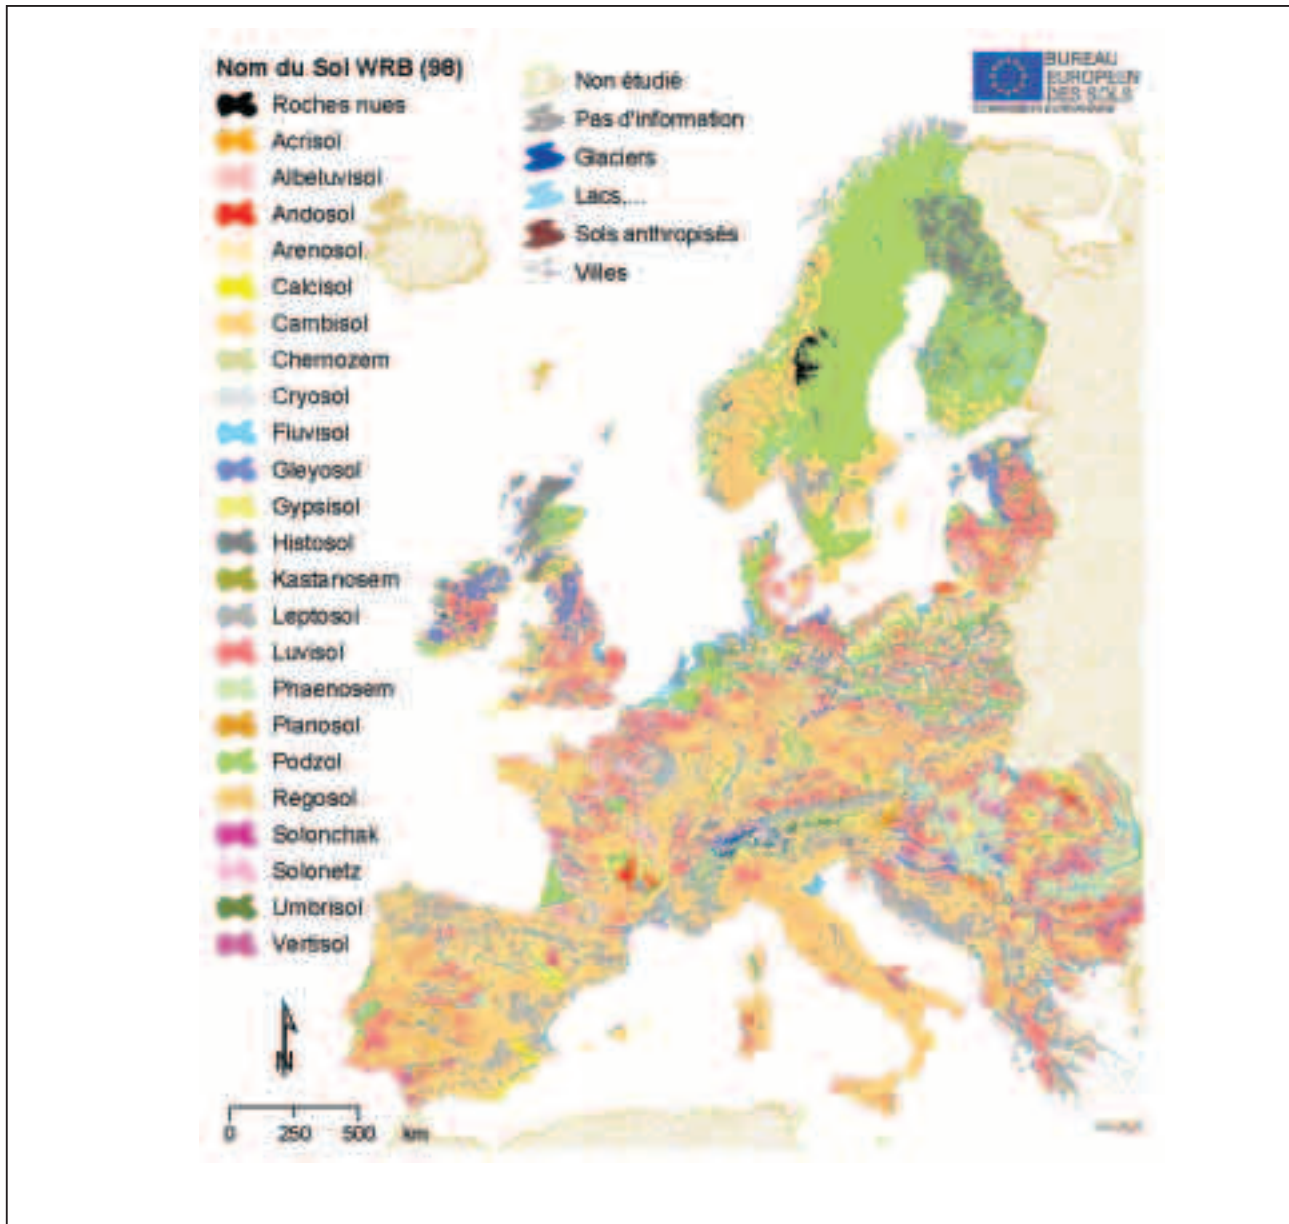 Nom du Sol WRB (98)
Roches nues
Acrisol
Albeluvisol
Andosol
Arenosol
Calcisol
Cambisol
Chernozem
Cryosol
Fluvisol
Gleyosol
Gypsisol
Histosol
Kastanosem
Leptosol
Luvisol
Phaenosem
Planosol
Podzol
Regosol
Solonchak
Solonetz
Umbrisol
Vertisol
Non étudié
Pas d'information
Glaciers
Lacs,...
Sols anthropisés
Villes
BUREAU
EUROPEEN
DES SOLS
N
0 250 500 km